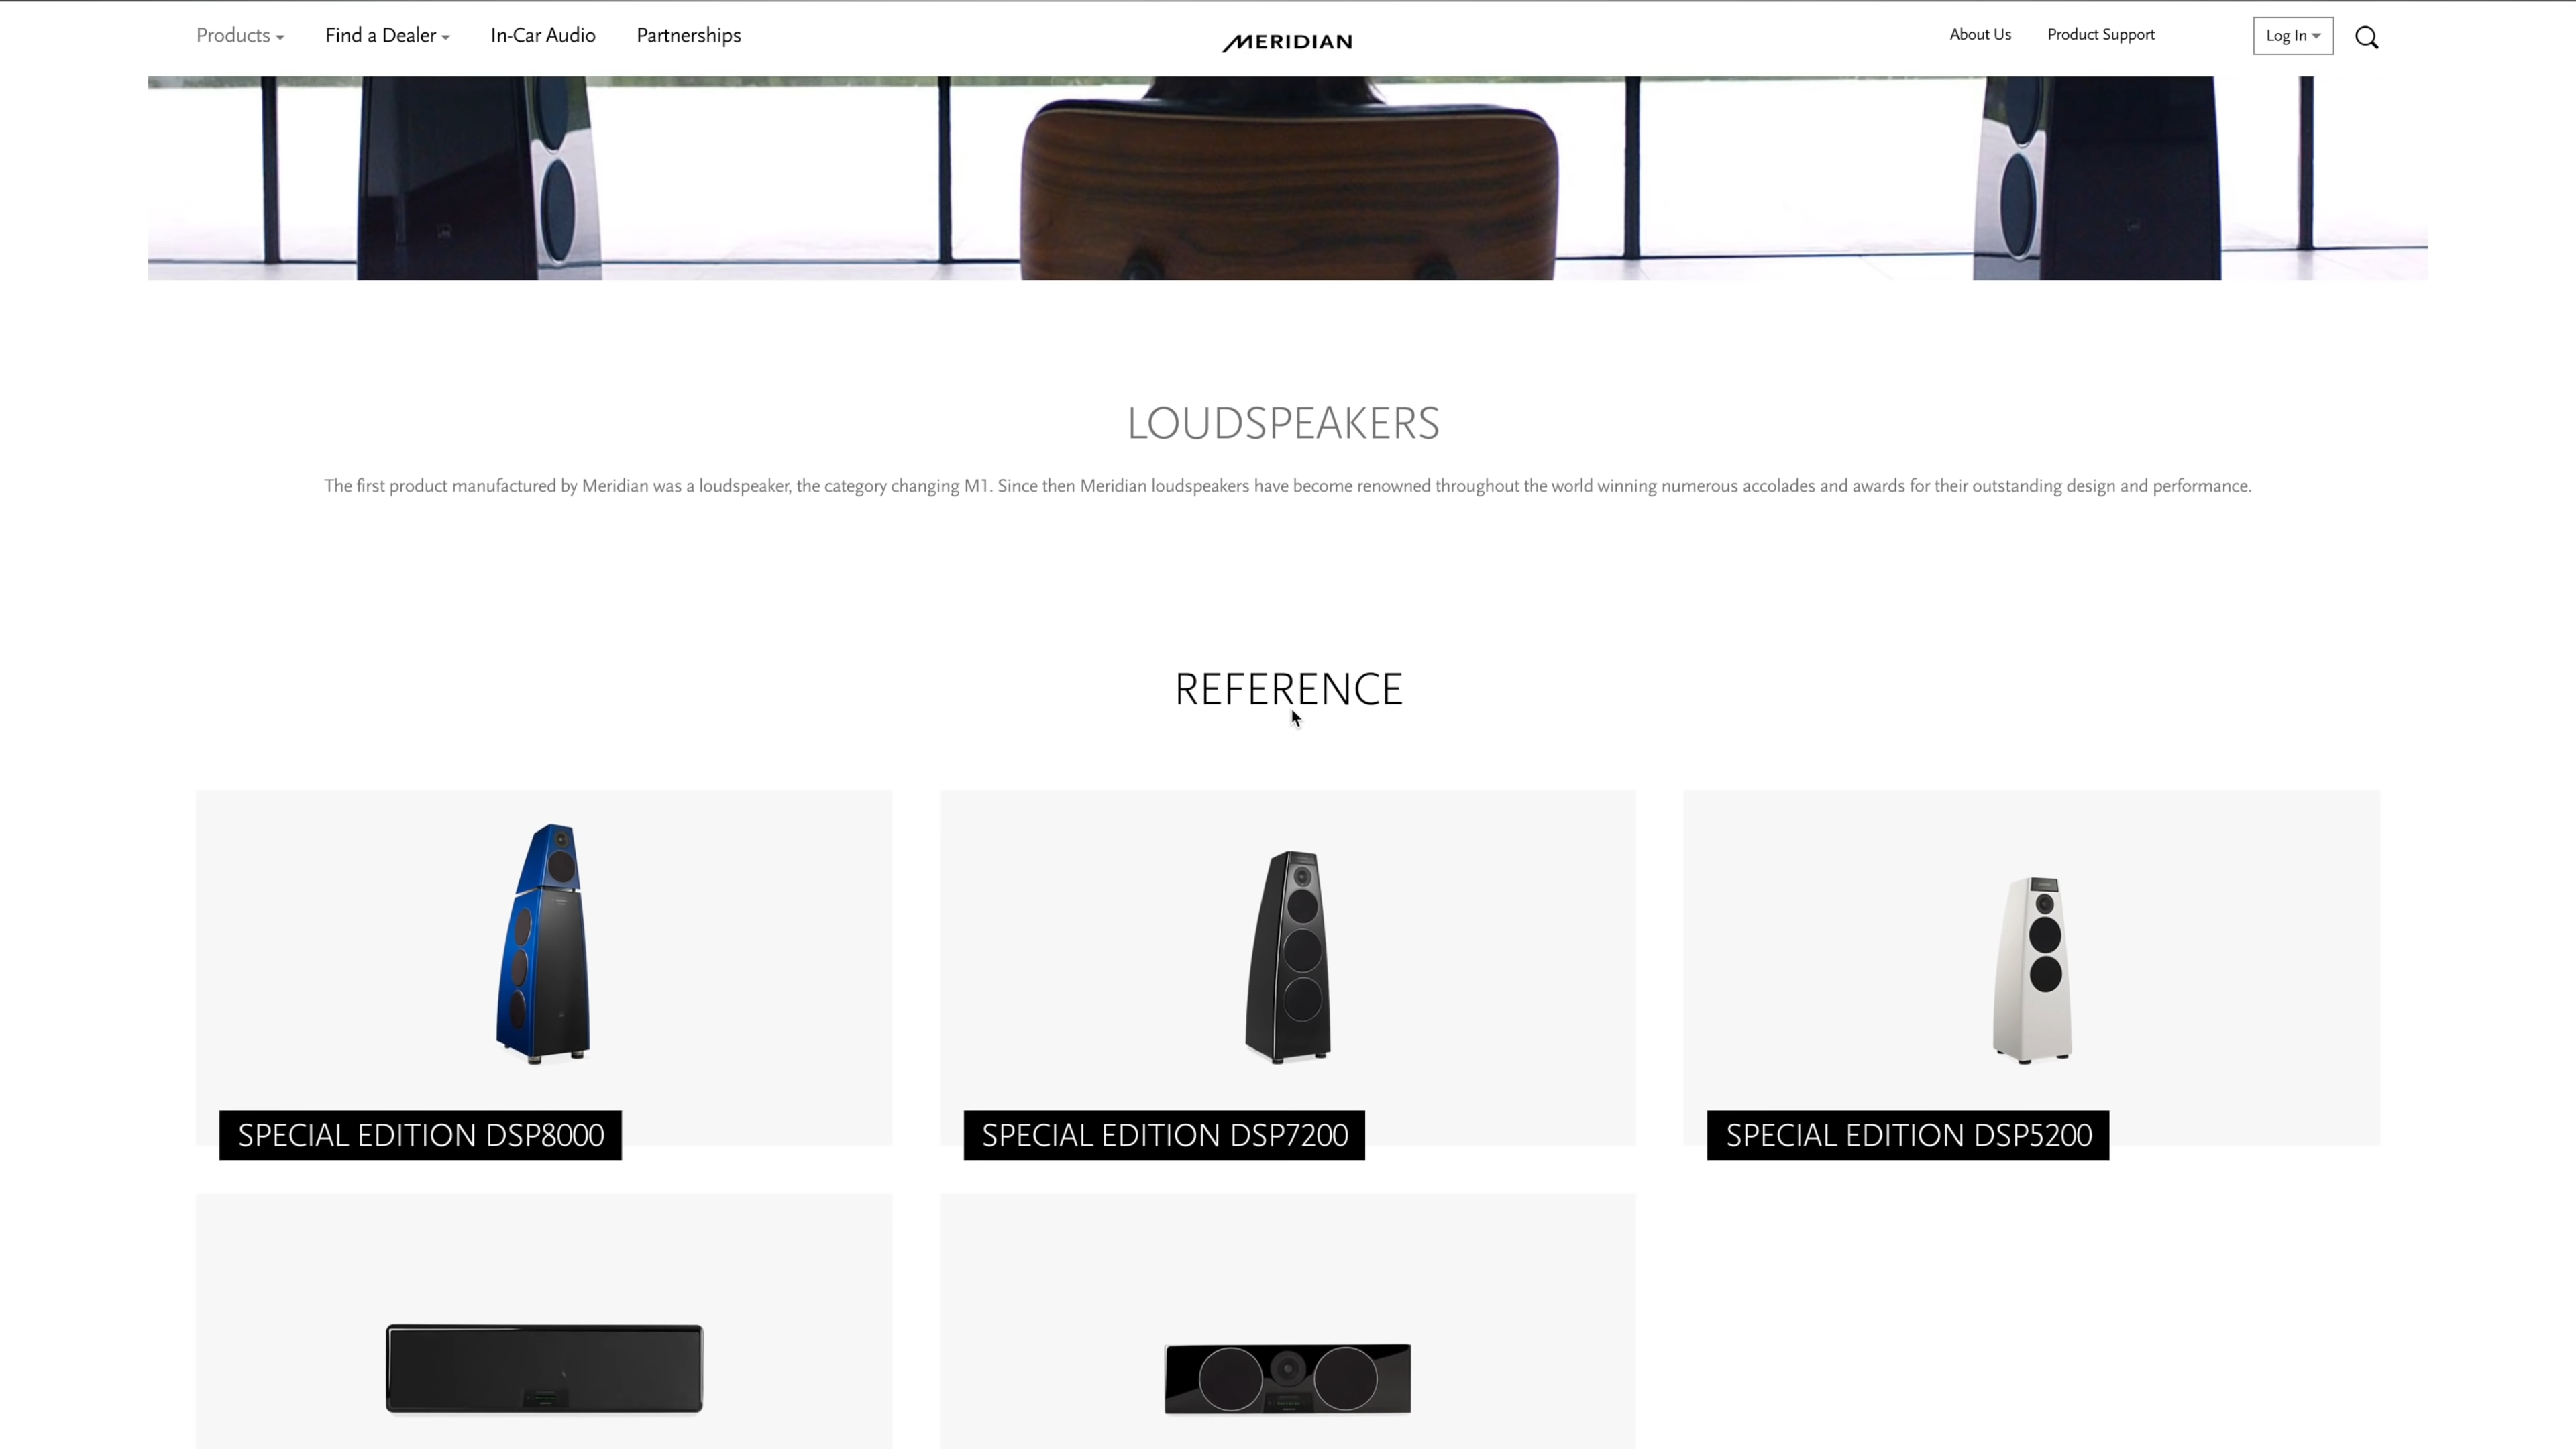 Products
Find a Dealer
In-Car Audio
Partnerships
MERIDIAN
About Us
Product Support
Log In
LOUDSPEAKERS
The first product manufactured by Meridian was a loudspeaker, the category changing M1. Since then Meridian loudspeakers have become renowned throughout the world winning numerous accolades and awards for their outstanding design and performance.
REFERENCE
SPECIAL EDITION DSP8000
SPECIAL EDITION DSP7200
SPECIAL EDITION DSP5200